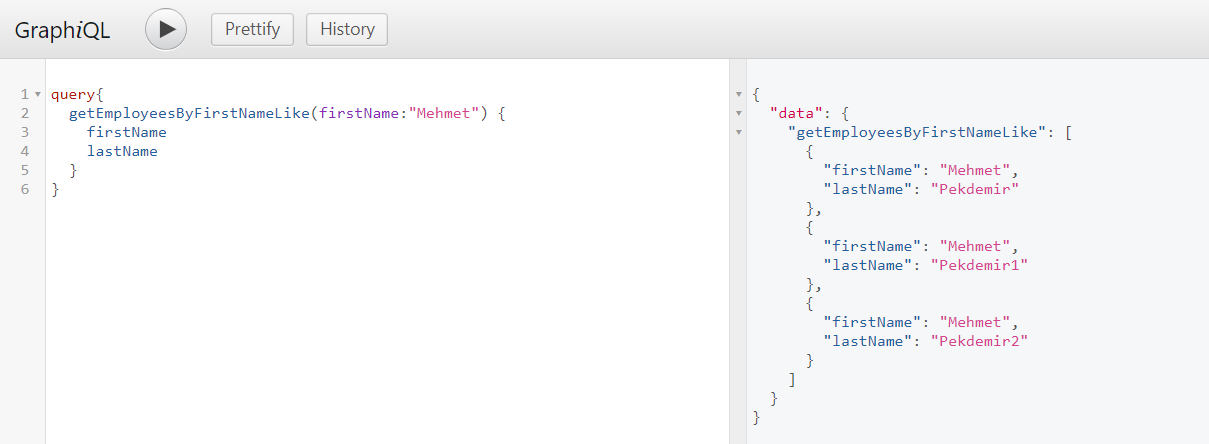 GraphiQL Prettify History
1 query{
2 getEmployeesByFirstNameLike(firstName:"Mehmet") {
3 firstName
4 lastName
5 }
6 }
{
"data": {
"getEmployeesByFirstNameLike": [
{
"firstName": "Mehmet",
"lastName": "Pekdemir"
},
{
"firstName": "Mehmet",
"lastName": "Pekdemir1"
},
{
"firstName": "Mehmet",
"lastName": "Pekdemir2"
}
]
}
}